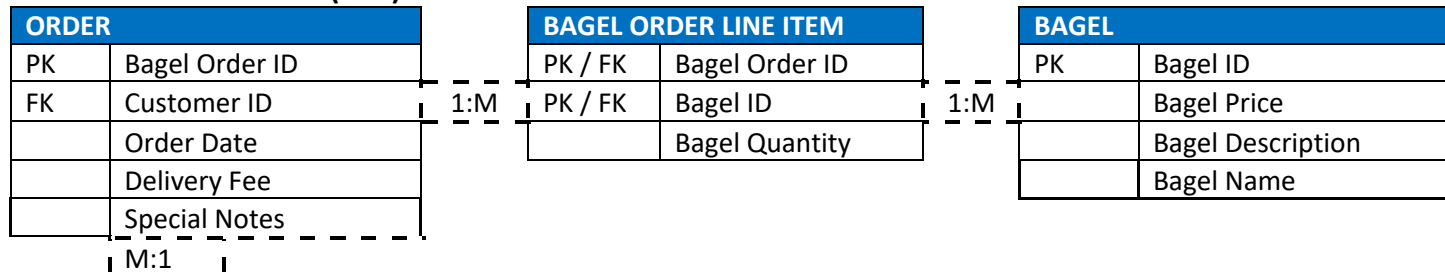 ORDER
PK Bagel Order ID
FK Customer ID
Order Date
Delivery Fee
Special Notes
M:1
1:M
BAGEL ORDER LINE ITEM
PK / FK Bagel Order ID
PK / FK Bagel ID
Bagel Quantity
1:M
BAGEL
PK Bagel ID
Bagel Price
Bagel Description
Bagel Name